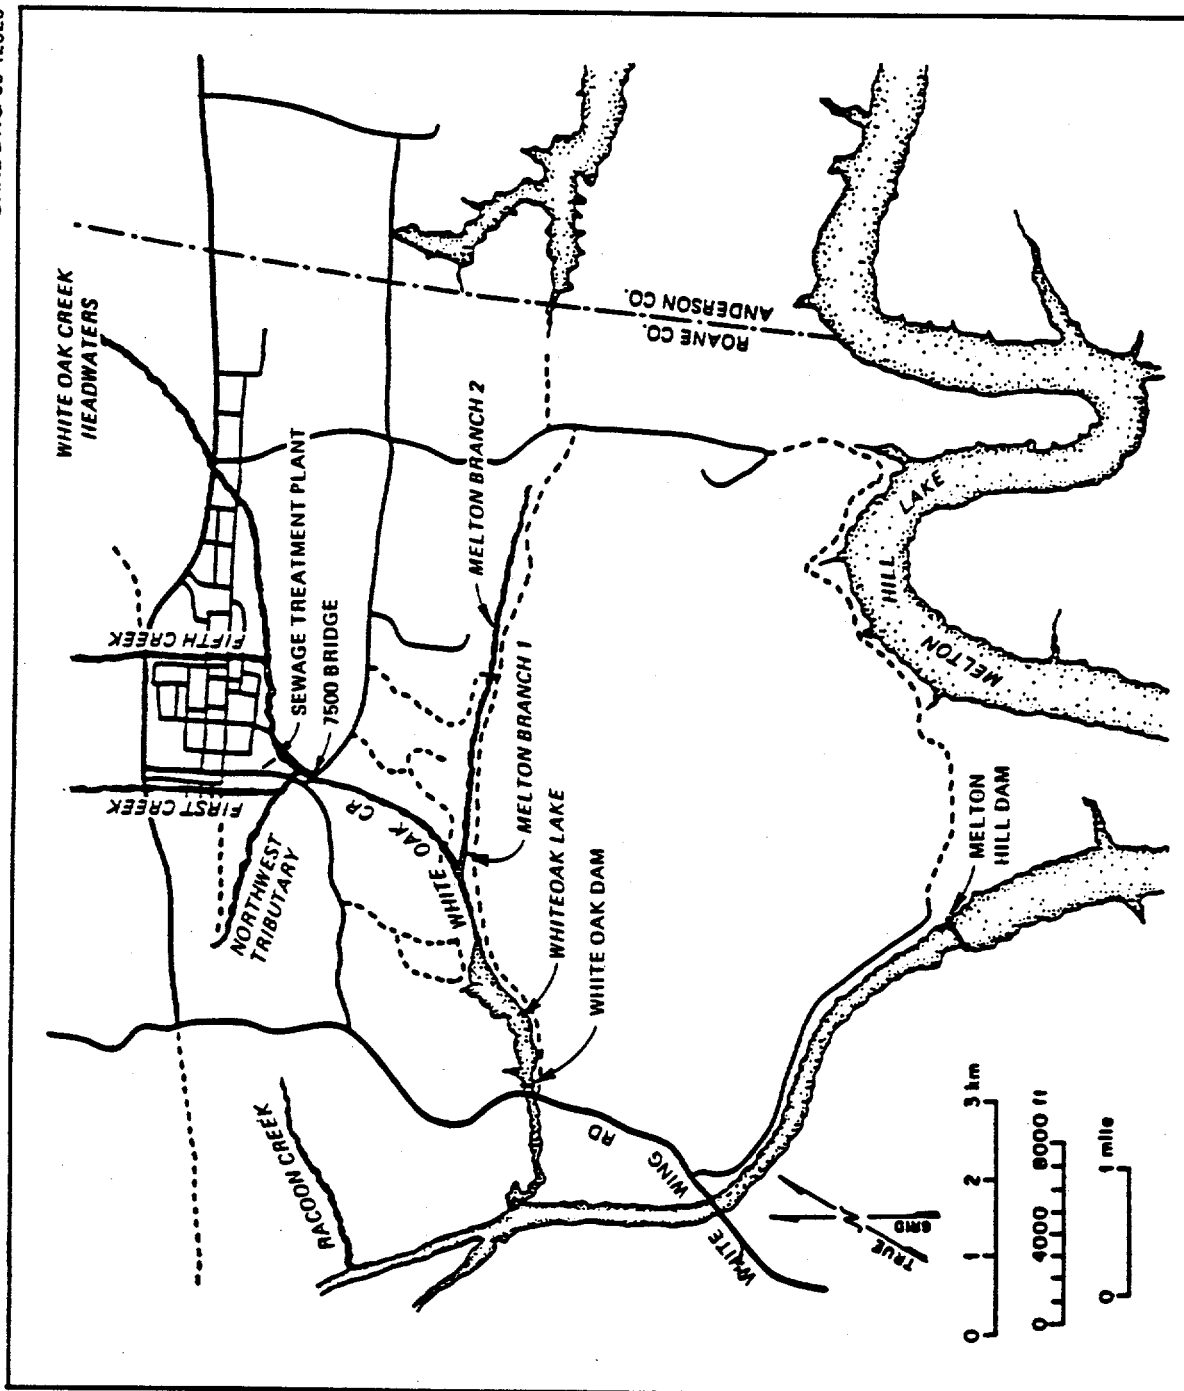 WHITE OAK CREEK
HEADWATERS
FIFTH CREEK
SEWAGE TREATMENT PLANT
7500 BRIDGE
FIRST CREEK
NORTHWEST
TRIBUTARY
WHITE OAK CR
MELTON BRANCH 2
MELTON BRANCH 1
WHITEOAK LAKE
WHITE OAK DAM
ROANE CO.
ANDERSON CO.
RACOON CREEK
WHITE WING RD
MELTON HILL LAKE
MELTON
HILL DAM
TRUE
GRID
N
0 1 2 3 km
0 4000 8000 ft
0 1 mile